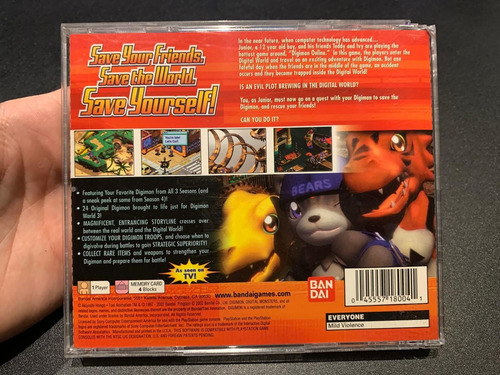 Save Your Friends.
Save the World.
Save Yourself!
In the near future, when computer technology has advanced...
Junior, a 12 year old boy, and his friends Teddy and Ivy are playing the
hottest game around, "Digimon Online." In this game, the players enter the
Digital World and travel on an exciting adventure with Digimon. But one
fateful day when the friends are in the middle of the game, an accident
occurs and they become trapped inside the Digital World!
IS AN EVIL PLOT BREWING IN THE DIGITAL WORLD?
You, as Junior, must now go on a quest with your Digimon to save the
Digimon, and rescue your friends!
CAN YOU DO IT?
BEARS
• Featuring Your Favorite Digimon from All 3 Seasons (and
a sneak peek at some from Season 4)!
• 24 Original Digimon brought to life just for Digimon
World 3!
• MAGNIFICENT, ENTRANCING STORYLINE crosses over
between the real world and the Digital World!
• CUSTOMIZE YOUR DIGIMON TROOPS, and choose when to
digivolve during battle to gain STRATEGIC SUPERIORITY!
• COLLECT RARE ITEMS and weapons to strengthen your
Digimon and prepare them for battle!
As seen on
TV!
1 Player
MEMORY CARD
4 Blocks
www.bandaigames.com
BAN
DAI
0 45557 18004 1
EVERYONE
Mild Violence